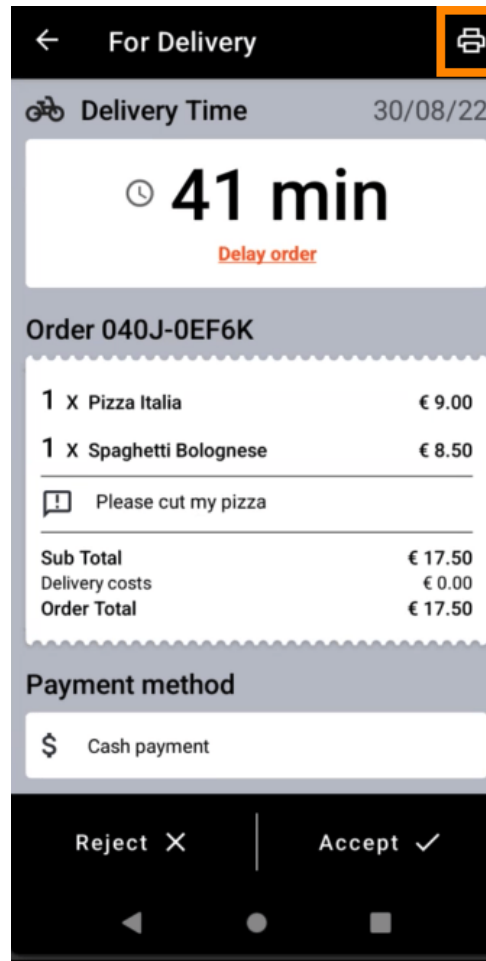 For Delivery
Delivery Time 30/08/22
41 min
Delay order
Order 040J-0EF6K
1 X Pizza Italia € 9.00
1 X Spaghetti Bolognese € 8.50
Please cut my pizza
Sub Total € 17.50
Delivery costs € 0.00
Order Total € 17.50
Payment method
$ Cash payment
Reject Accept